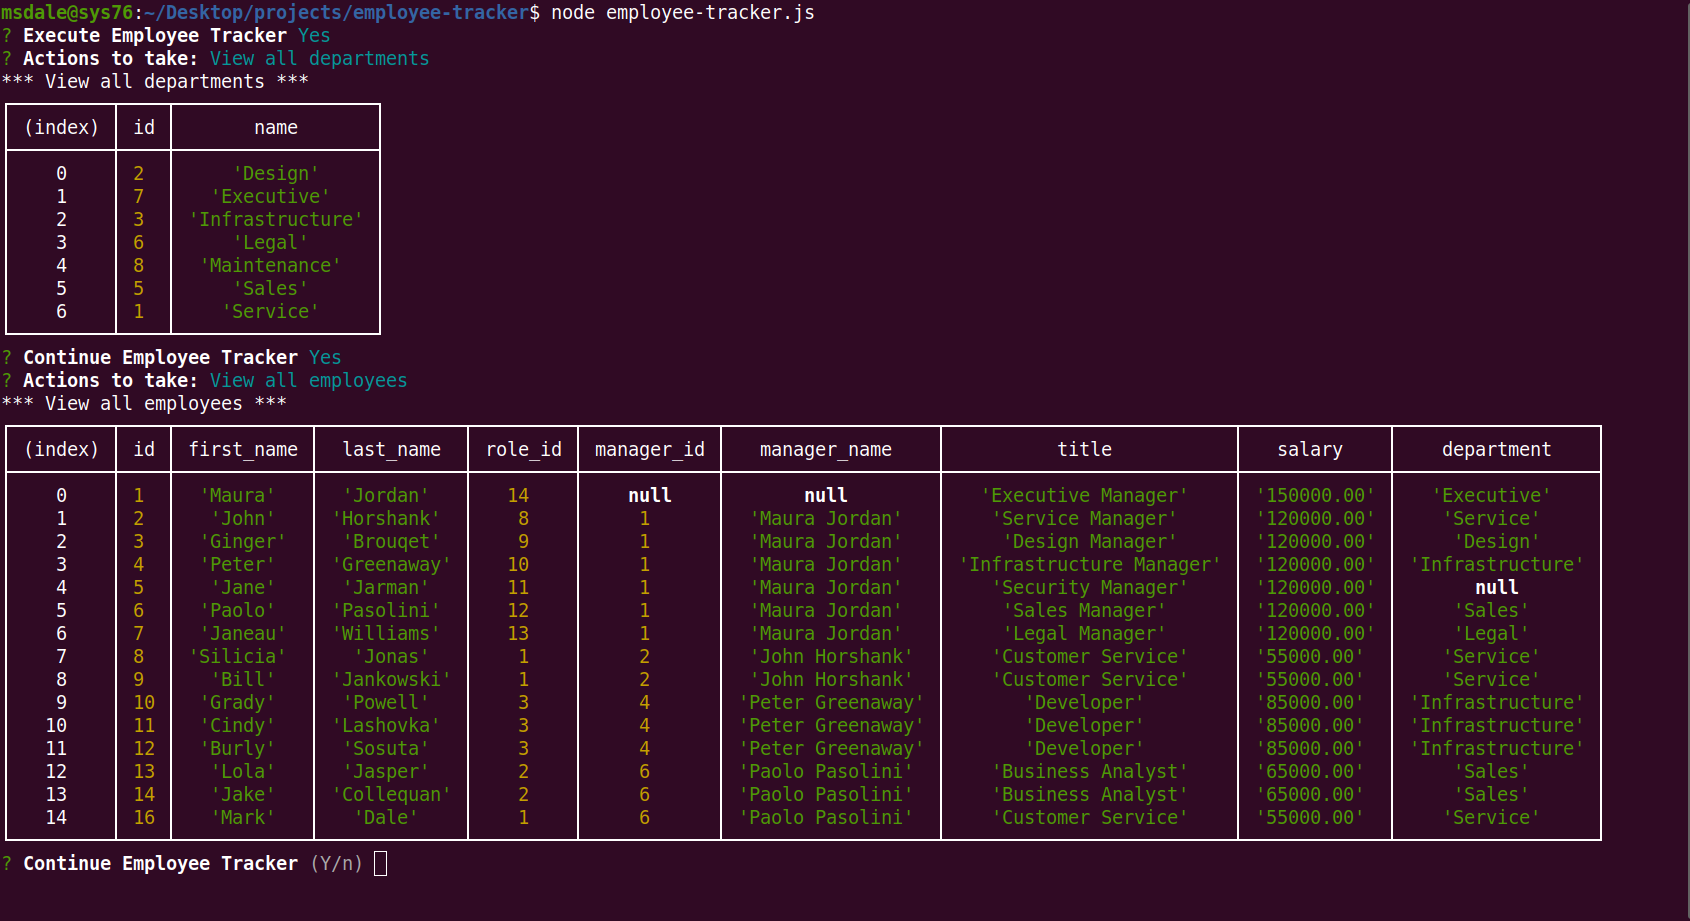 msdale@sys76:~/Desktop/projects/employee-tracker$ node employee-tracker.js
? Execute Employee Tracker Yes
? Actions to take: View all departments
*** View all departments ***
(index) id name
0 2 'Design'
1 7 'Executive'
2 3 'Infrastructure'
3 6 'Legal'
4 8 'Maintenance'
5 5 'Sales'
6 1 'Service'
? Continue Employee Tracker Yes
? Actions to take: View all employees
*** View all employees ***
(index) id first_name last_name role_id manager_id manager_name title salary department
0 1 'Maura' 'Jordan' 14 null null 'Executive Manager' '150000.00' 'Executive'
1 2 'John' 'Horshank' 8 1 'Maura Jordan' 'Service Manager' '120000.00' 'Service'
2 3 'Ginger' 'Brouqet' 9 1 'Maura Jordan' 'Design Manager' '120000.00' 'Design'
3 4 'Peter' 'Greenaway' 10 1 'Maura Jordan' 'Infrastructure Manager' '120000.00' 'Infrastructure'
4 5 'Jane' 'Jarman' 11 1 'Maura Jordan' 'Security Manager' '120000.00' null
5 6 'Paolo' 'Pasolini' 12 1 'Maura Jordan' 'Sales Manager' '120000.00' 'Sales'
6 7 'Janeau' 'Williams' 13 1 'Maura Jordan' 'Legal Manager' '120000.00' 'Legal'
7 8 'Silicia' 'Jonas' 1 2 'John Horshank' 'Customer Service' '55000.00' 'Service'
8 9 'Bill' 'Jankowski' 1 2 'John Horshank' 'Customer Service' '55000.00' 'Service'
9 10 'Grady' 'Powell' 3 4 'Peter Greenaway' 'Developer' '85000.00' 'Infrastructure'
10 11 'Cindy' 'Lashovka' 3 4 'Peter Greenaway' 'Developer' '85000.00' 'Infrastructure'
11 12 'Burly' 'Sosuta' 3 4 'Peter Greenaway' 'Developer' '85000.00' 'Infrastructure'
12 13 'Lola' 'Jasper' 2 6 'Paolo Pasolini' 'Business Analyst' '65000.00' 'Sales'
13 14 'Jake' 'Collequan' 2 6 'Paolo Pasolini' 'Business Analyst' '65000.00' 'Sales'
14 16 'Mark' 'Dale' 1 6 'Paolo Pasolini' 'Customer Service' '55000.00' 'Service'
? Continue Employee Tracker (Y/n)